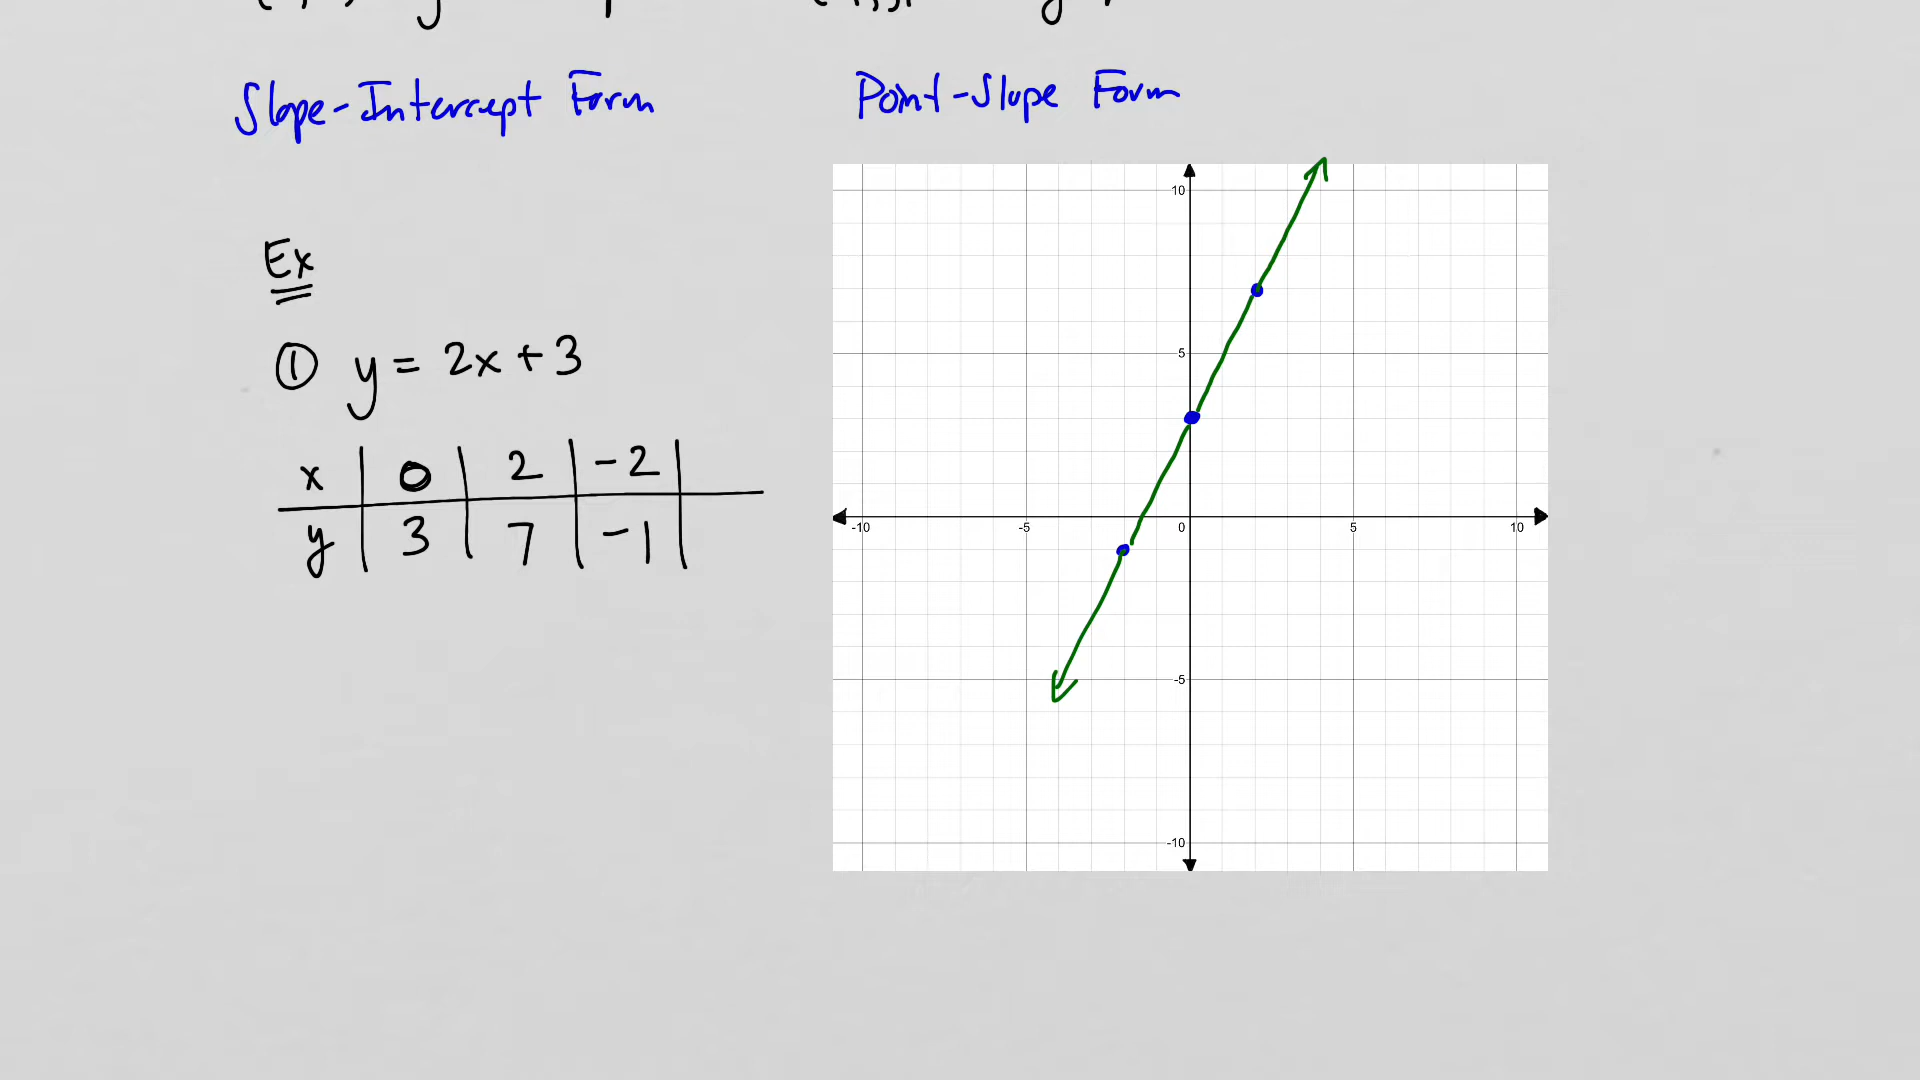 Slope-Intercept Form
Point-Slope Form
Ex
① y = 2x + 3
x 0 2 -2
y 3 7 -1
10
5
-10 -5 0 5 10
-5
-10